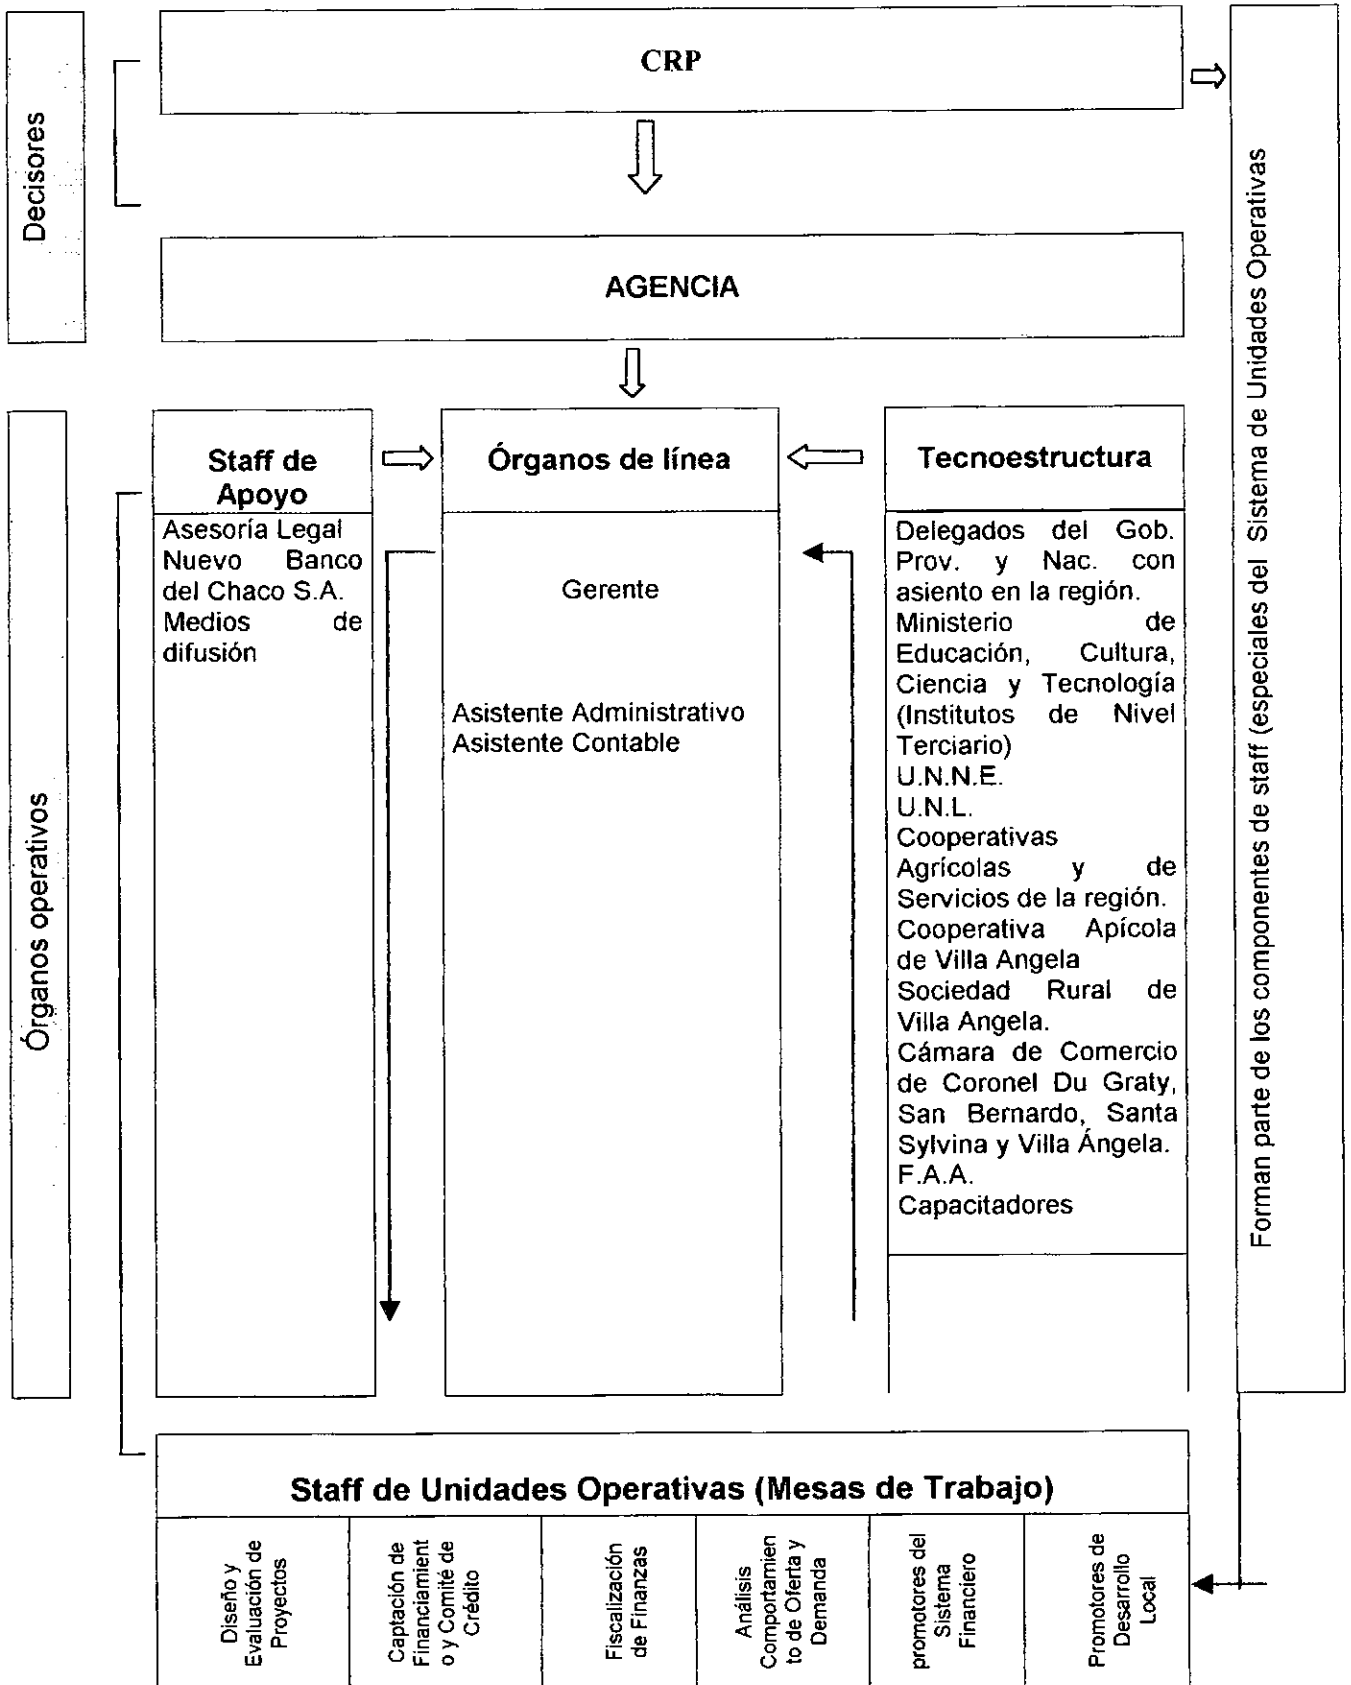 CRP
Decisores
AGENCIA
Forman parte de los componentes de staff (especiales del Sistema de Unidades Operativas
Órganos operativos
Staff de
Apoyo
Asesoría Legal
Nuevo Banco
del Chaco S.A.
Medios de
difusión
Órganos de línea
Gerente
Asistente Administrativo
Asistente Contable
Tecnoestructura
Delegados del Gob.
Prov. y Nac. con
asiento en la región.
Ministerio de
Educación, Cultura,
Ciencia y Tecnología
(Institutos de Nivel
Terciario)
U.N.N.E.
U.N.L.
Cooperativas
Agrícolas y de
Servicios de la región.
Cooperativa Apícola
de Villa Angela
Sociedad Rural de
Villa Angela.
Cámara de Comercio
de Coronel Du Graty,
San Bernardo, Santa
Sylvina y Villa Ángela.
F.A.A.
Capacitadores
Staff de Unidades Operativas (Mesas de Trabajo)
Diseño y
Evaluación de
Proyectos
Captación de
Financiamient
o y Comité de
Crédito
Fiscalización
de Finanzas
Análisis
Comportamien
to de Oferta y
Demanda
promotores del
Sistema
Financiero
Promotores de
Desarrollo
Local